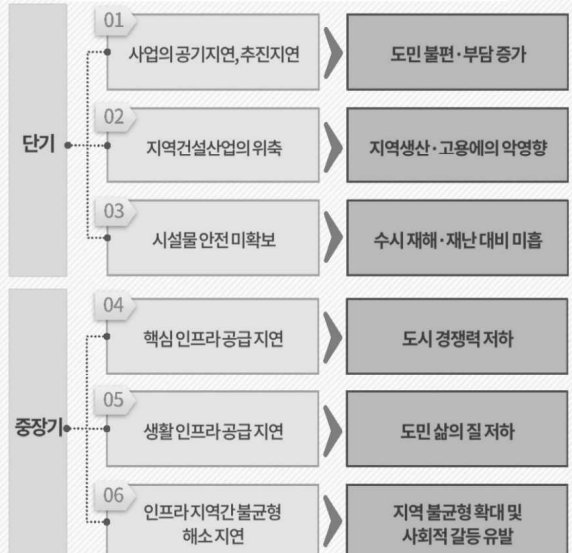 단기
01
사업의 공기지연, 추진지연
도민 불편·부담 증가
02
지역건설산업의 위축
지역생산·고용에의 악영향
03
시설물 안전 미확보
수시 재해·재난 대비 미흡
중장기
04
핵심 인프라 공급 지연
도시 경쟁력 저하
05
생활 인프라 공급 지연
도민 삶의 질 저하
06
인프라 지역간 불균형
해소 지연
지역 불균형 확대 및
사회적 갈등 유발